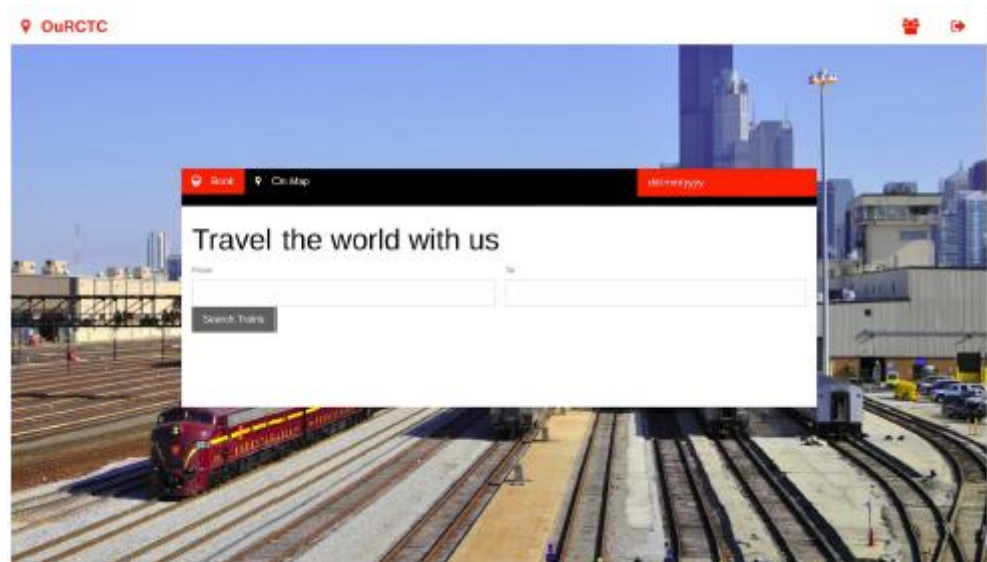 OuRCTC
Book
On Map
dd/mm/yyyy
Travel the world with us
From
To
Search Trains